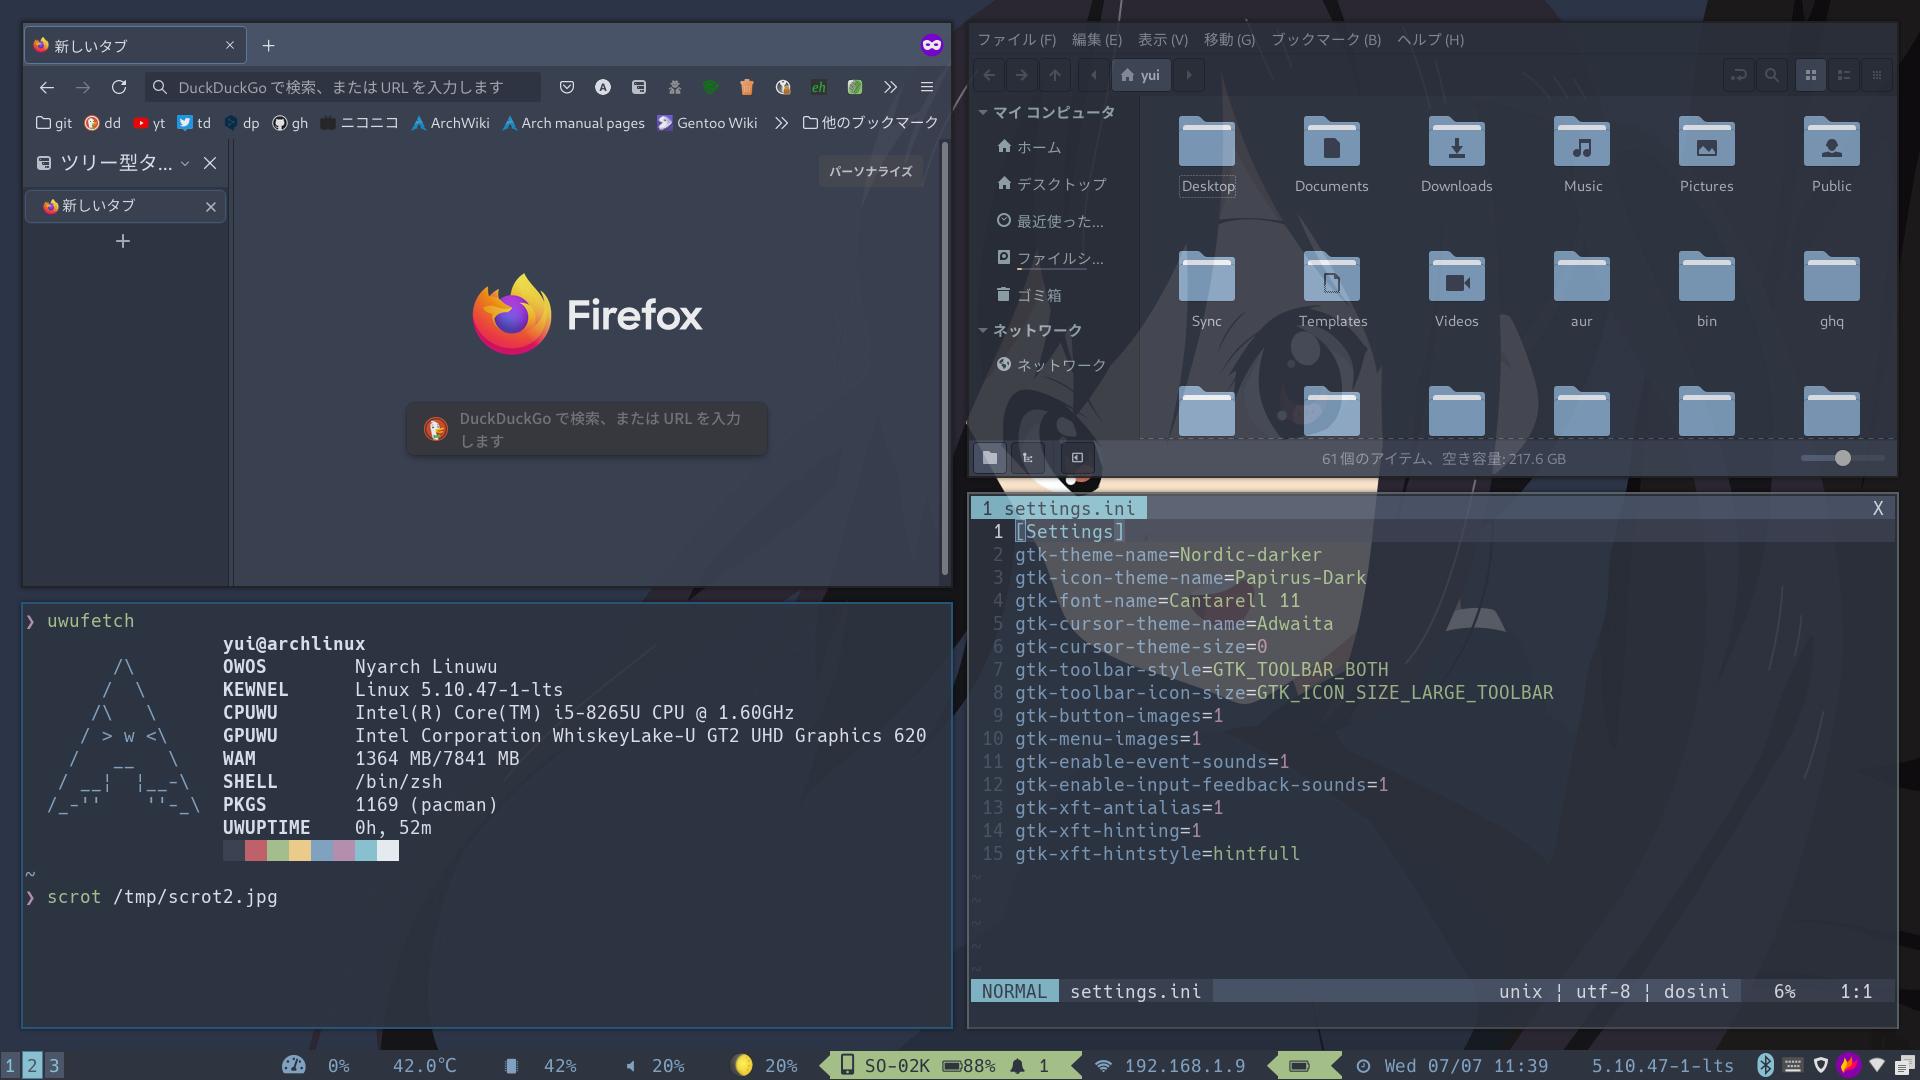 新しいタブ
DuckDuckGo で検索、または URL を入力します
git dd yt td dp gh ニコニコ ArchWiki Arch manual pages Gentoo Wiki 他のブックマーク
ツリー型タ...
新しいタブ
パーソナライズ
Firefox
DuckDuckGo で検索、または URL を入力
します
ファイル (F) 編集 (E) 表示 (V) 移動 (G) ブックマーク (B) ヘルプ (H)
yui
マイ コンピュータ
ホーム
デスクトップ
最近使った...
ファイルシ...
ゴミ箱
ネットワーク
ネットワーク
Desktop Documents Downloads Music Pictures Public
Sync Templates Videos aur bin ghq
61 個のアイテム、空き容量: 217.6 GB
❯ uwufetch
yui@archlinux
OWOS Nyarch Linuwu
KEWNEL Linux 5.10.47-1-lts
CPUWU Intel(R) Core(TM) i5-8265U CPU @ 1.60GHz
GPUWU Intel Corporation WhiskeyLake-U GT2 UHD Graphics 620
WAM 1364 MB/7841 MB
SHELL /bin/zsh
PKGS 1169 (pacman)
UWUPTIME 0h, 52m
~
❯ scrot /tmp/scrot2.jpg
1 settings.ini X
1 [Settings]
2 gtk-theme-name=Nordic-darker
3 gtk-icon-theme-name=Papirus-Dark
4 gtk-font-name=Cantarell 11
5 gtk-cursor-theme-name=Adwaita
6 gtk-cursor-theme-size=0
7 gtk-toolbar-style=GTK_TOOLBAR_BOTH
8 gtk-toolbar-icon-size=GTK_ICON_SIZE_LARGE_TOOLBAR
9 gtk-button-images=1
10 gtk-menu-images=1
11 gtk-enable-event-sounds=1
12 gtk-enable-input-feedback-sounds=1
13 gtk-xft-antialias=1
14 gtk-xft-hinting=1
15 gtk-xft-hintstyle=hintfull
NORMAL settings.ini unix ¦ utf-8 ¦ dosini 6% 1:1
1 2 3 0% 42.0℃ 42% 20% 20% SO-02K 88% 1 192.168.1.9 Wed 07/07 11:39 5.10.47-1-lts